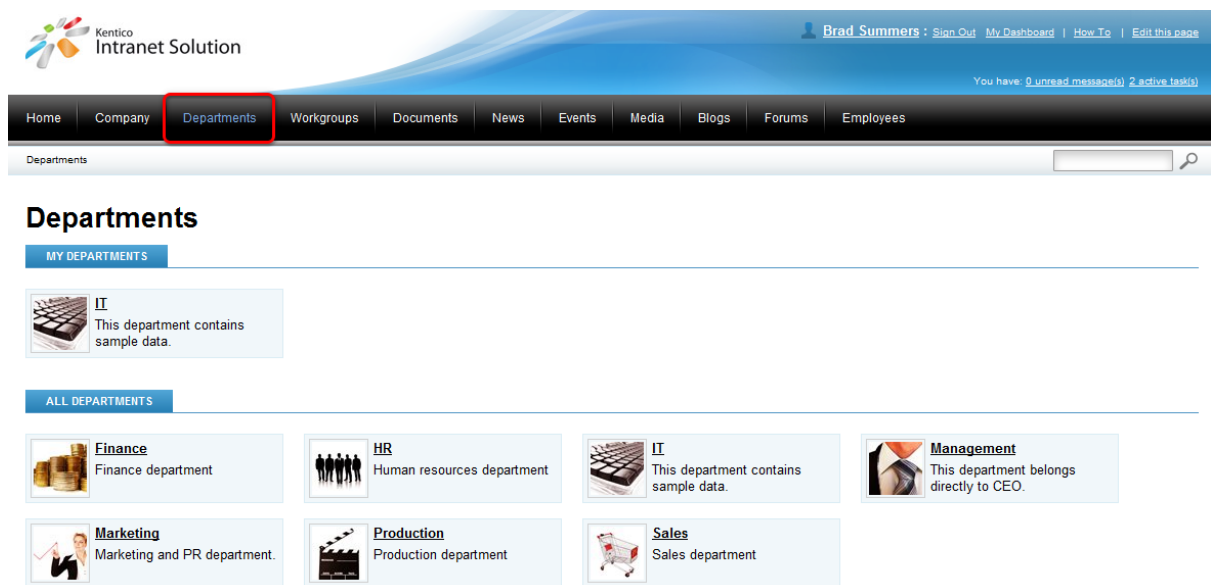 Kentico
Intranet Solution
Brad Summers : Sign Out My Dashboard | How To | Edit this page
You have: 0 unread message(s) 2 active task(s)
Home Company Departments Workgroups Documents News Events Media Blogs Forums Employees
Departments
Departments
MY DEPARTMENTS
IT
This department contains
sample data.
ALL DEPARTMENTS
Finance
Finance department
HR
Human resources department
IT
This department contains
sample data.
Management
This department belongs
directly to CEO.
Marketing
Marketing and PR department.
Production
Production department
Sales
Sales department